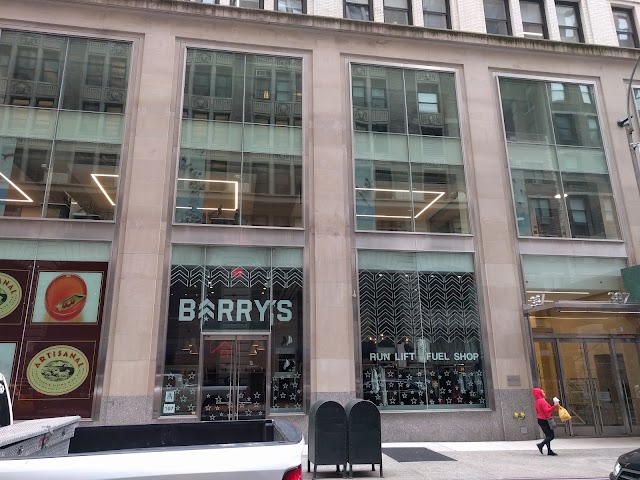 BARRY'S
RUN LIFT FUEL SHOP
ARTISANAL